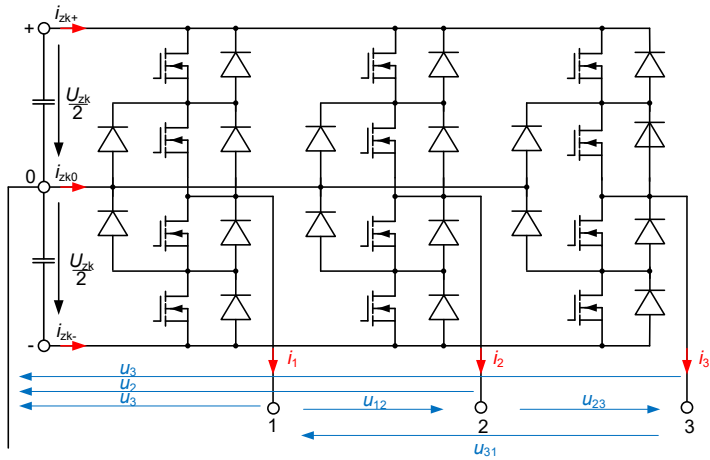 +
i_zk+
U_zk
2
0
i_zk0
U_zk
2
-
i_zk-
i_1
i_2
i_3
u_3
u_2
u_3
1
u_12
2
u_23
3
u_31